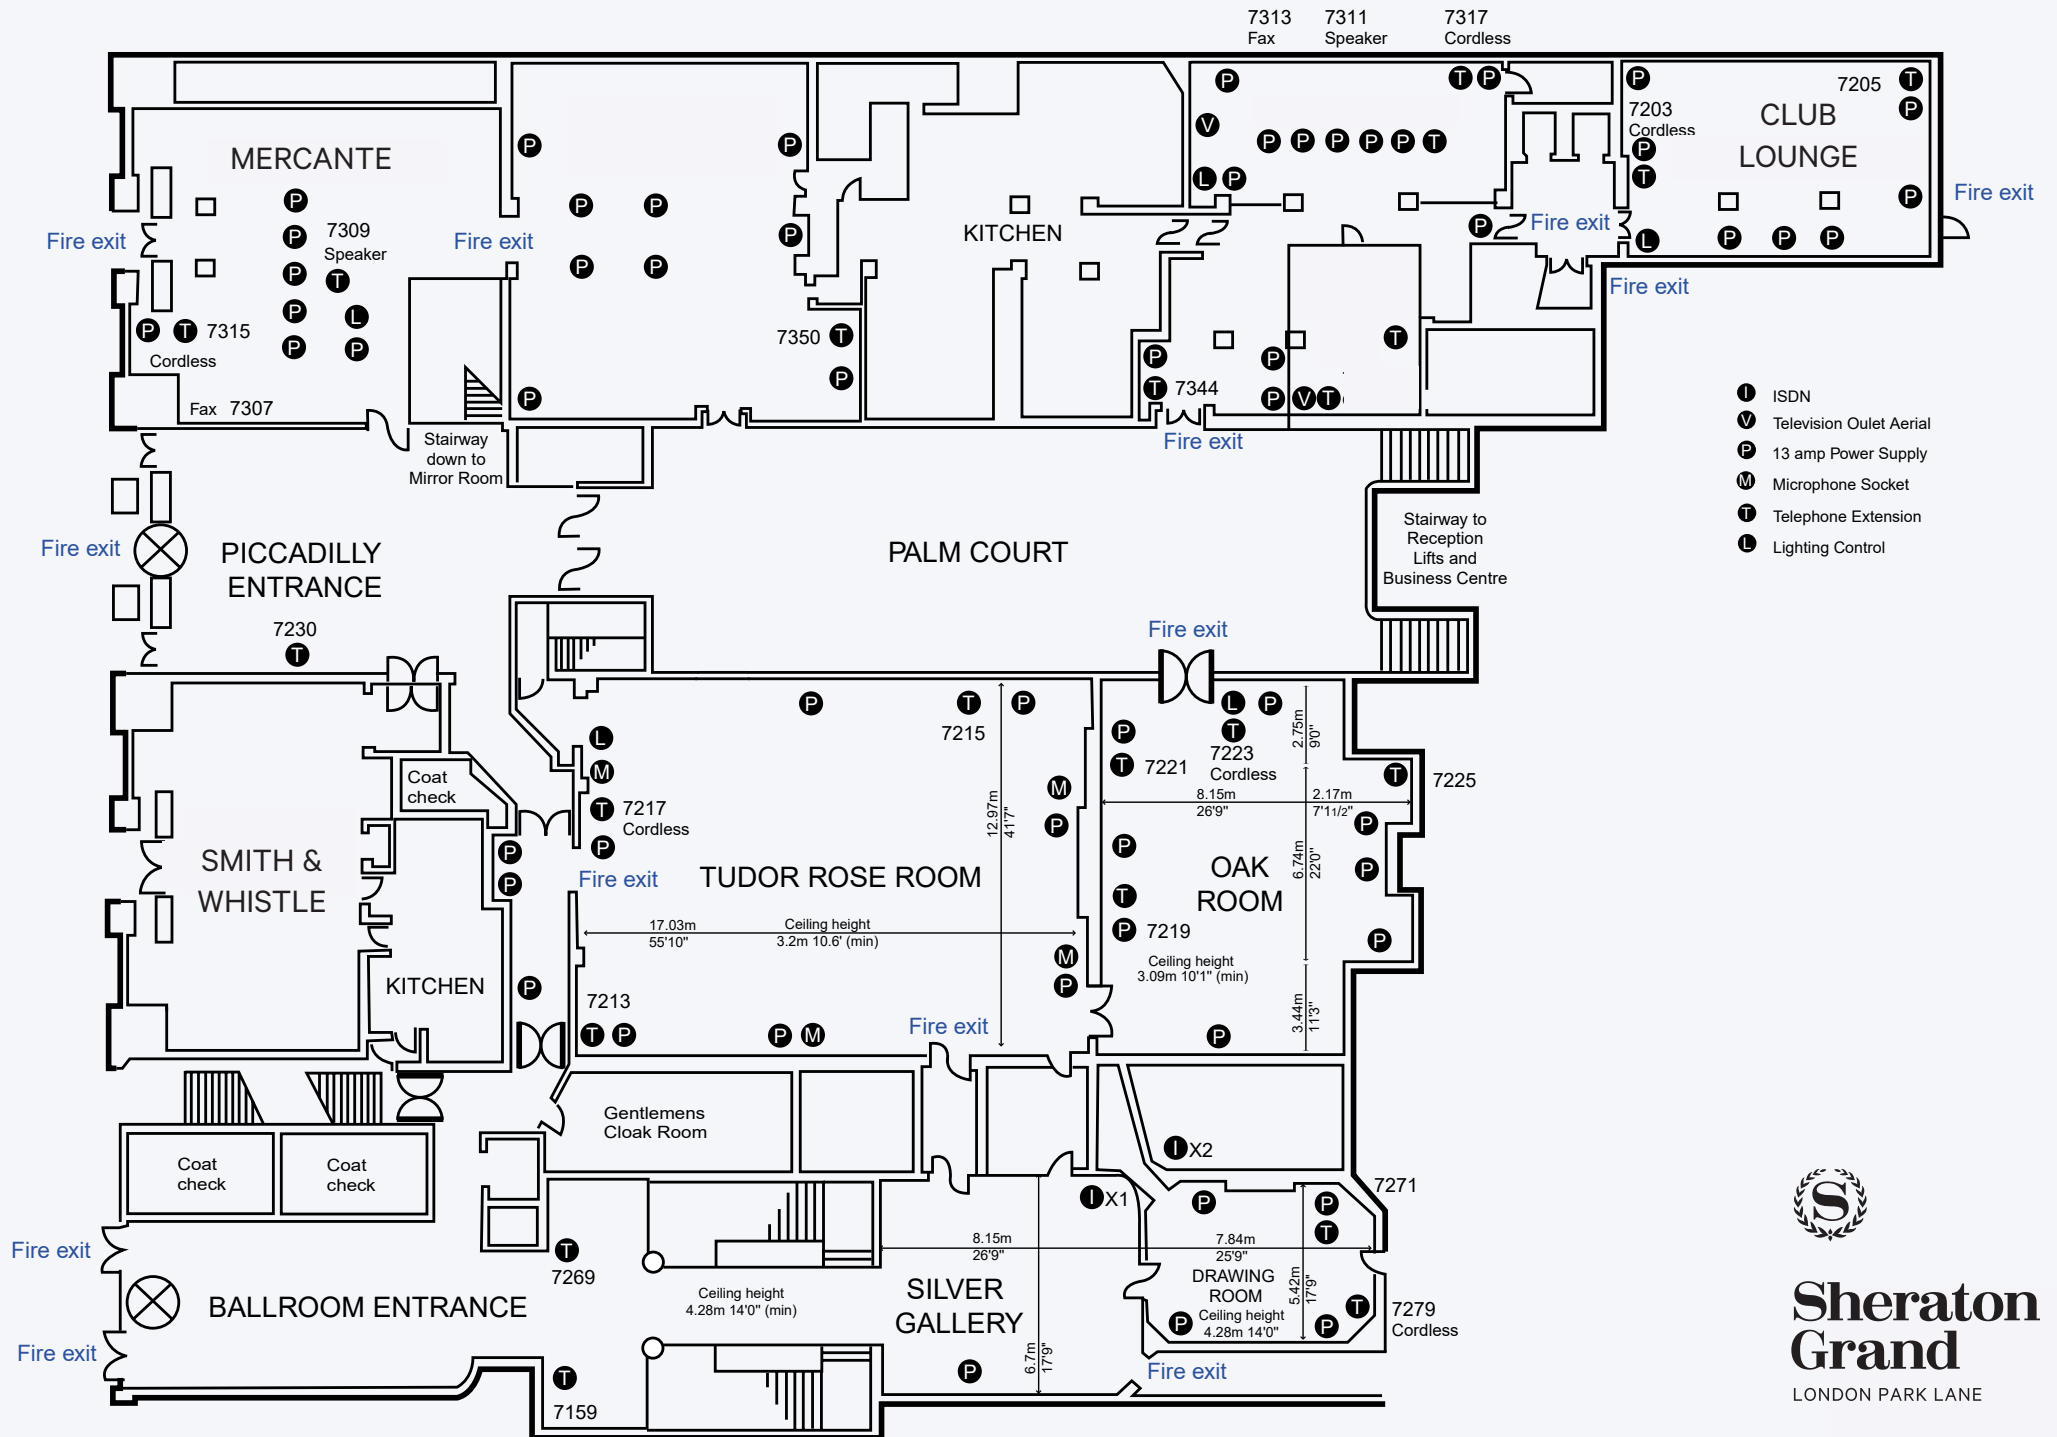 7313
Fax
7311
Speaker
7317
Cordless
T P
P
V
P P P P P T
L P
P
7203
Cordless
P
T
L
7205
T
P
CLUB
LOUNGE
P
P P P
Fire exit
Fire exit
Fire exit
MERCANTE
P
P
P
P
P
7309
Speaker
T
L
P
Fire exit
P T 7315
Cordless
Fax 7307
Fire exit
P
P
P P
P
P P
P
7350 T
P
KITCHEN
P
T 7344
P
P V T
T
P
Fire exit
I ISDN
V Television Oulet Aerial
P 13 amp Power Supply
M Microphone Socket
T Telephone Extension
L Lighting Control
Stairway
down to
Mirror Room
Fire exit
PICCADILLY
ENTRANCE
7230
T
PALM COURT
Stairway to
Reception
Lifts and
Business Centre
Fire exit
Coat
check
SMITH &
WHISTLE
KITCHEN
P
P
P
L
M
T 7217
Cordless
P
Fire exit
P
T
7215
P
M
P
12.97m
41'7"
TUDOR ROSE ROOM
17.03m
55'10"
Ceiling height
3.2m 10.6' (min)
M
P
7213
T P
P M
Fire exit
L P
T
7223
Cordless
P
T 7221
2.75m
9'0"
T 7225
8.15m
26'9"
2.17m
7'11/2"
P
P
P
T
P 7219
OAK
ROOM
6.74m
22'0"
P
Ceiling height
3.09m 10'1" (min)
3.44m
11'3"
P
Gentlemens
Cloak Room
Coat
check
Coat
check
I X2
I X1
7271
P
P
T
Fire exit
Fire exit
BALLROOM ENTRANCE
T
7269
T
7159
Ceiling height
4.28m 14'0" (min)
8.15m
26'9"
SILVER
GALLERY
6.7m
17'9"
P
7.84m
25'9"
DRAWING
ROOM
Ceiling height
4.28m 14'0"
5.42m
17'9"
P
P
T 7279
Cordless
Fire exit
S
Sheraton
Grand
LONDON PARK LANE